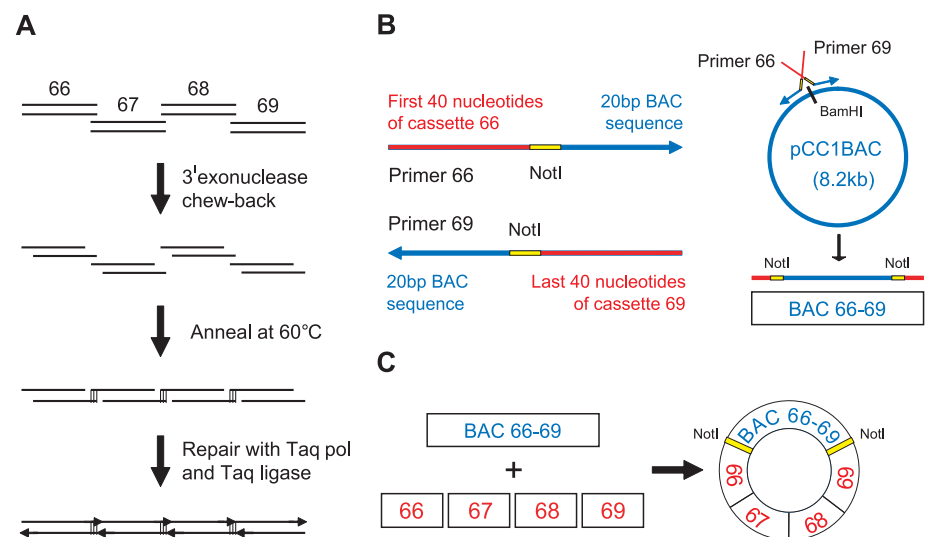 A
66
67
68
69
3'exonuclease
chew-back
Anneal at 60°C
Repair with Taq pol
and Taq ligase
B
First 40 nucleotides
of cassette 66
20bp BAC
sequence
Primer 66
NotI
Primer 69
NotI
20bp BAC
sequence
Last 40 nucleotides
of cassette 69
Primer 69
Primer 66
BamHI
pCC1BAC
(8.2kb)
NotI
NotI
BAC 66-69
C
BAC 66-69
+
66
67
68
69
NotI
BAC 66-69
NotI
66
67
68
69